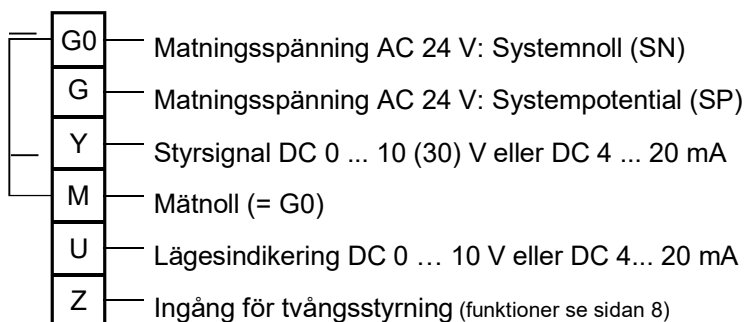 G0 Matningsspänning AC 24 V: Systemnoll (SN)
G Matningsspänning AC 24 V: Systempotential (SP)
Y Styrsignal DC 0 ... 10 (30) V eller DC 4 ... 20 mA
M Mätnoll (= G0)
U Lägesindikering DC 0 … 10 V eller DC 4... 20 mA
Z Ingång för tvångsstyrning (funktioner se sidan 8)